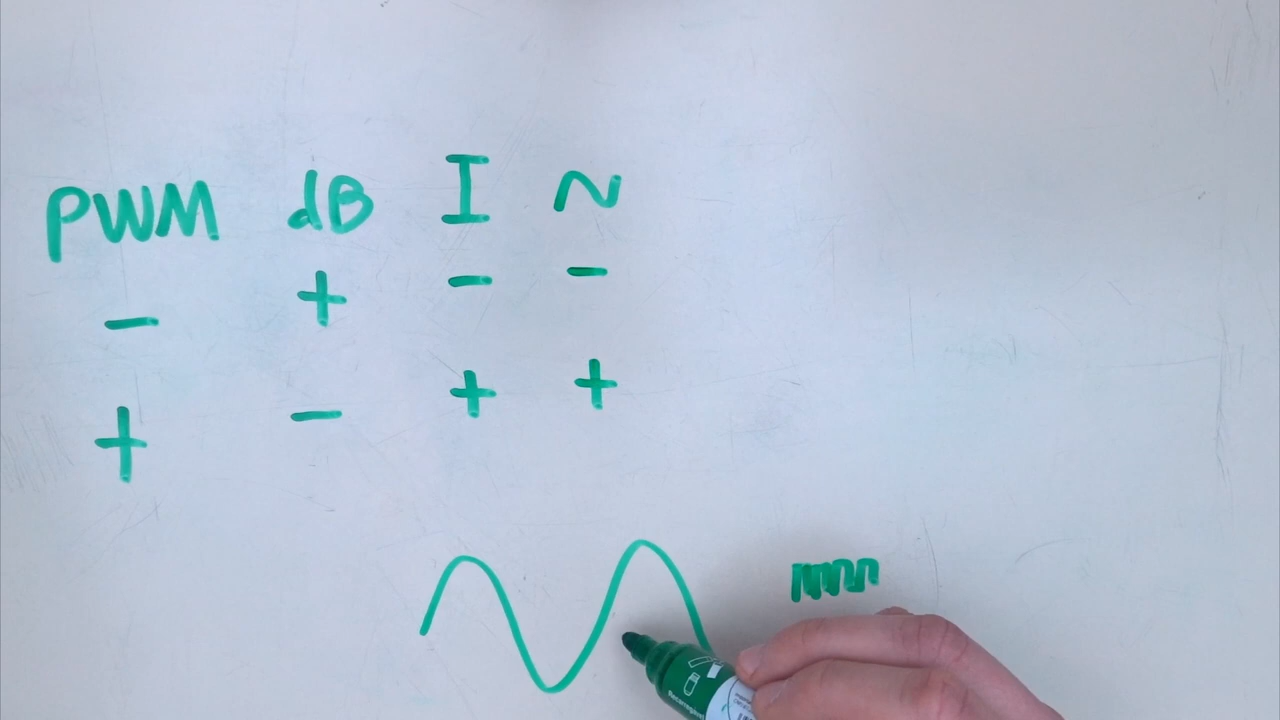 PWM dB I ~
- + - -
+ - + +